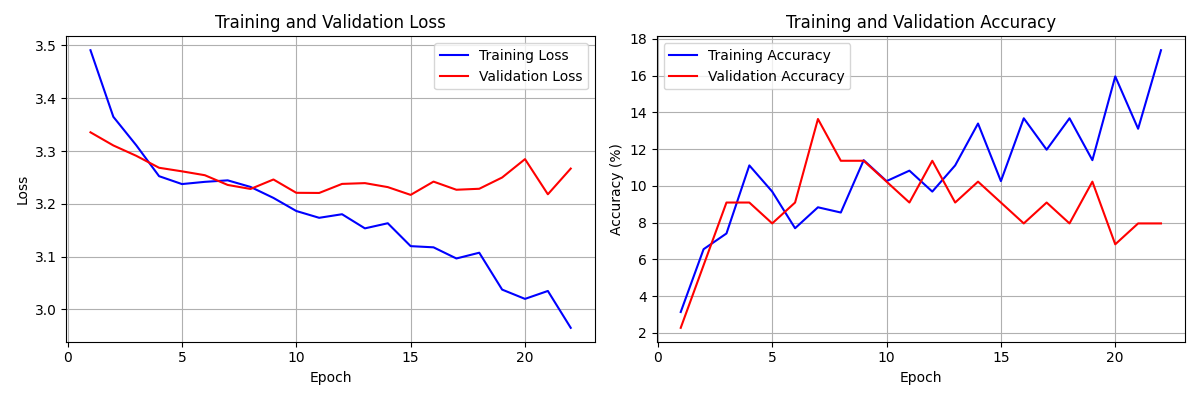 Training and Validation Loss
3.5
3.4
3.3
3.2
3.1
3.0
Loss
Training Loss
Validation Loss
0 5 10 15 20
Epoch
Training and Validation Accuracy
18
16
14
12
10
8
6
4
2
Accuracy (%)
Training Accuracy
Validation Accuracy
0 5 10 15 20
Epoch